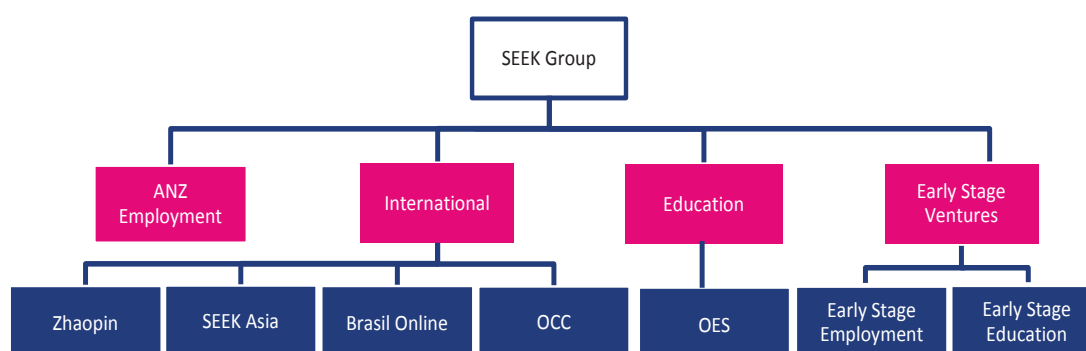 SEEK Group
ANZ
Employment
International
Education
Early Stage
Ventures
Zhaopin
SEEK Asia
Brasil Online
OCC
OES
Early Stage
Employment
Early Stage
Education